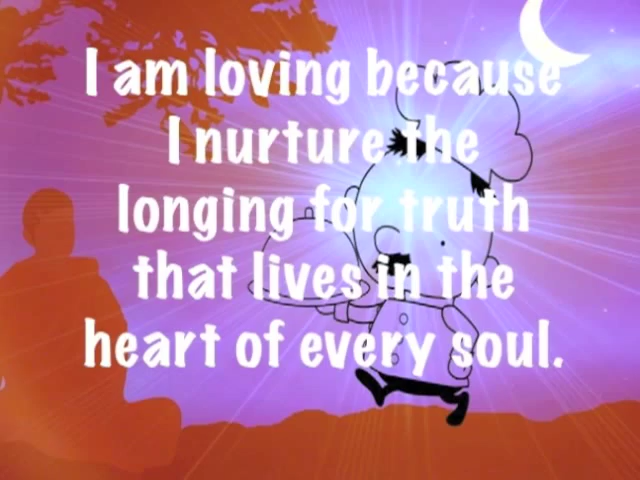 I am loving because
I nurture the
longing for truth
that lives in the
heart of every soul.